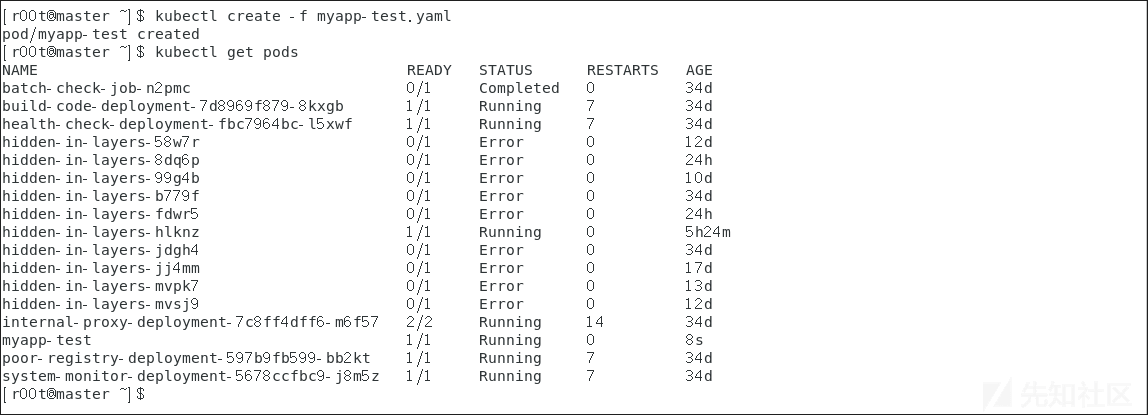 [r00t@master ~]$ kubectl create -f myapp-test.yaml
pod/myapp-test created
[r00t@master ~]$ kubectl get pods
NAME READY STATUS RESTARTS AGE
batch-check-job-n2pmc 0/1 Completed 0 34d
build-code-deployment-7d8969f879-8kxgb 1/1 Running 7 34d
health-check-deployment-fbc7964bc-l5xwf 1/1 Running 7 34d
hidden-in-layers-58w7r 0/1 Error 0 12d
hidden-in-layers-8dq6p 0/1 Error 0 24h
hidden-in-layers-99g4b 0/1 Error 0 10d
hidden-in-layers-b779f 0/1 Error 0 34d
hidden-in-layers-fdwr5 0/1 Error 0 24h
hidden-in-layers-hlknz 1/1 Running 0 5h24m
hidden-in-layers-jdgh4 0/1 Error 0 34d
hidden-in-layers-jj4mm 0/1 Error 0 17d
hidden-in-layers-mvpk7 0/1 Error 0 13d
hidden-in-layers-mvsj9 0/1 Error 0 12d
internal-proxy-deployment-7c8ff4dff6-m6f57 2/2 Running 14 34d
myapp-test 1/1 Running 0 8s
poor-registry-deployment-597b9fb599-bb2kt 1/1 Running 7 34d
system-monitor-deployment-5678ccfbc9-j8m5z 1/1 Running 7 34d
[r00t@master ~]$
先知社区